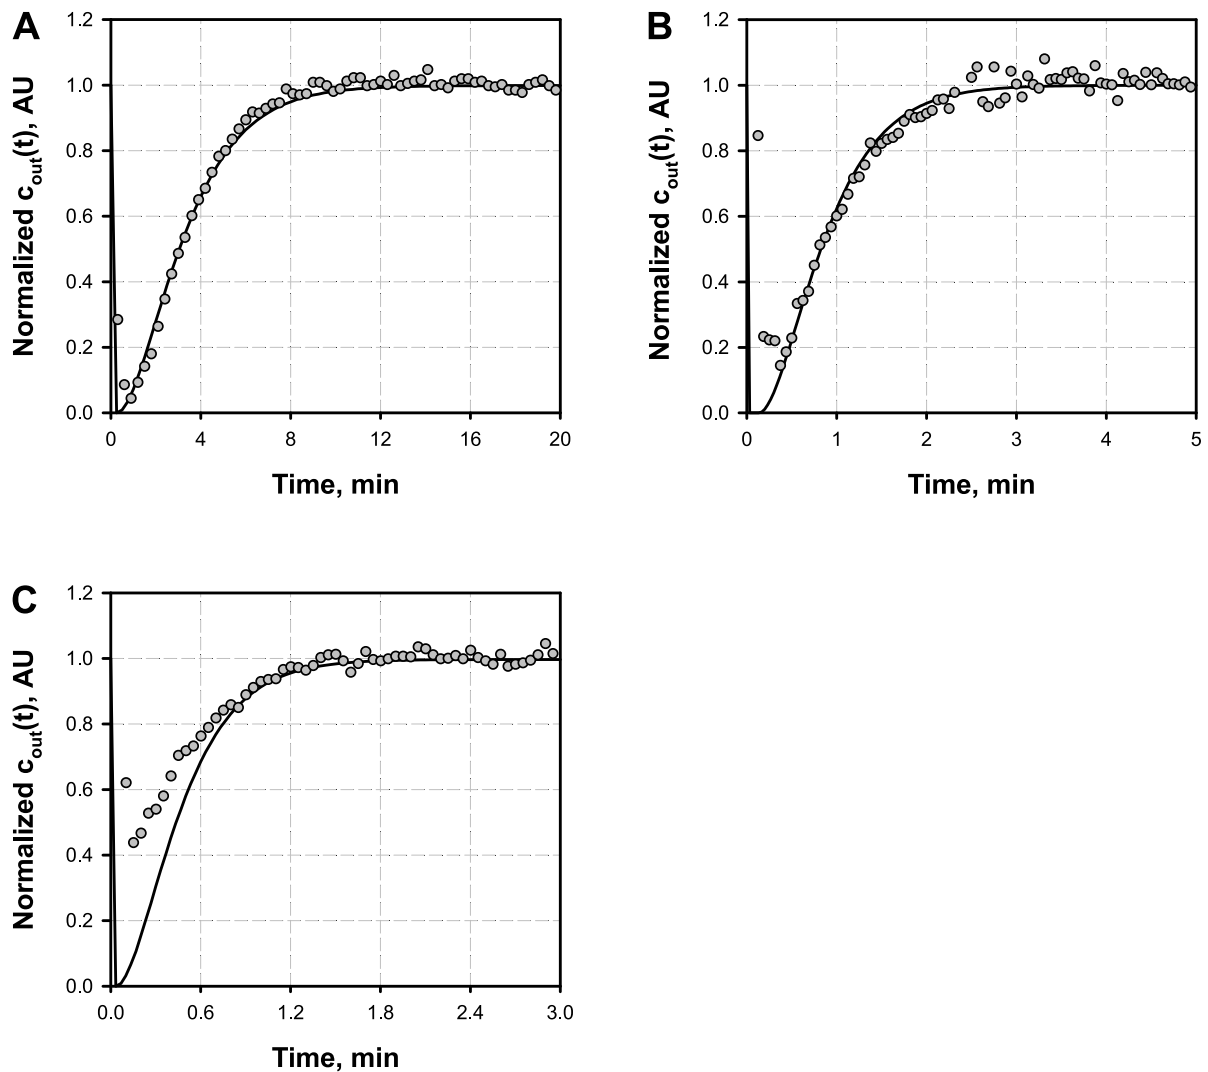 A
Normalized c_out(t), AU
1.2
1.0
0.8
0.6
0.4
0.2
0.0
0 4 8 12 16 20
Time, min
B
Normalized c_out(t), AU
1.2
1.0
0.8
0.6
0.4
0.2
0.0
0 1 2 3 4 5
Time, min
C
Normalized c_out(t), AU
1.2
1.0
0.8
0.6
0.4
0.2
0.0
0.0 0.6 1.2 1.8 2.4 3.0
Time, min